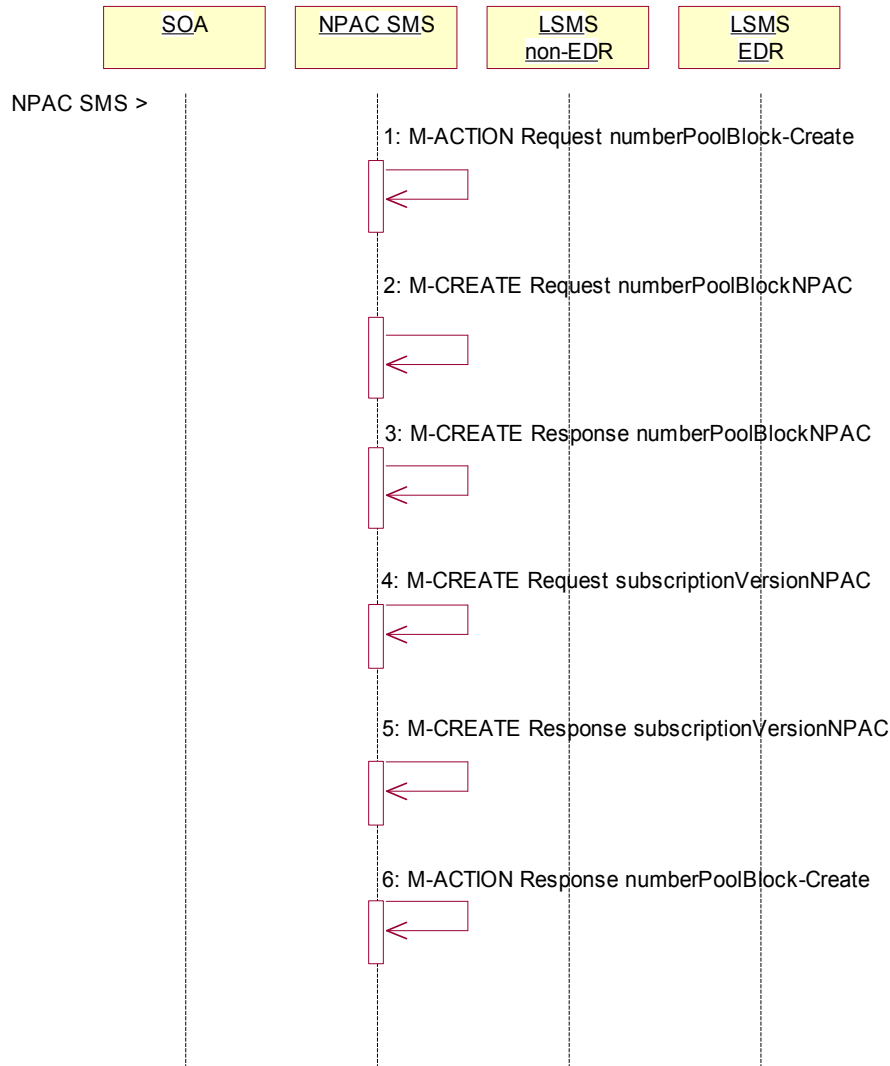 SOA
NPAC SMS
LSMS
non-EDR
LSMS
EDR
NPAC SMS >
1: M-ACTION Request numberPoolBlock-Create
2: M-CREATE Request numberPoolBlockNPAC
3: M-CREATE Response numberPoolBlockNPAC
4: M-CREATE Request subscriptionVersionNPAC
5: M-CREATE Response subscriptionVersionNPAC
6: M-ACTION Response numberPoolBlock-Create